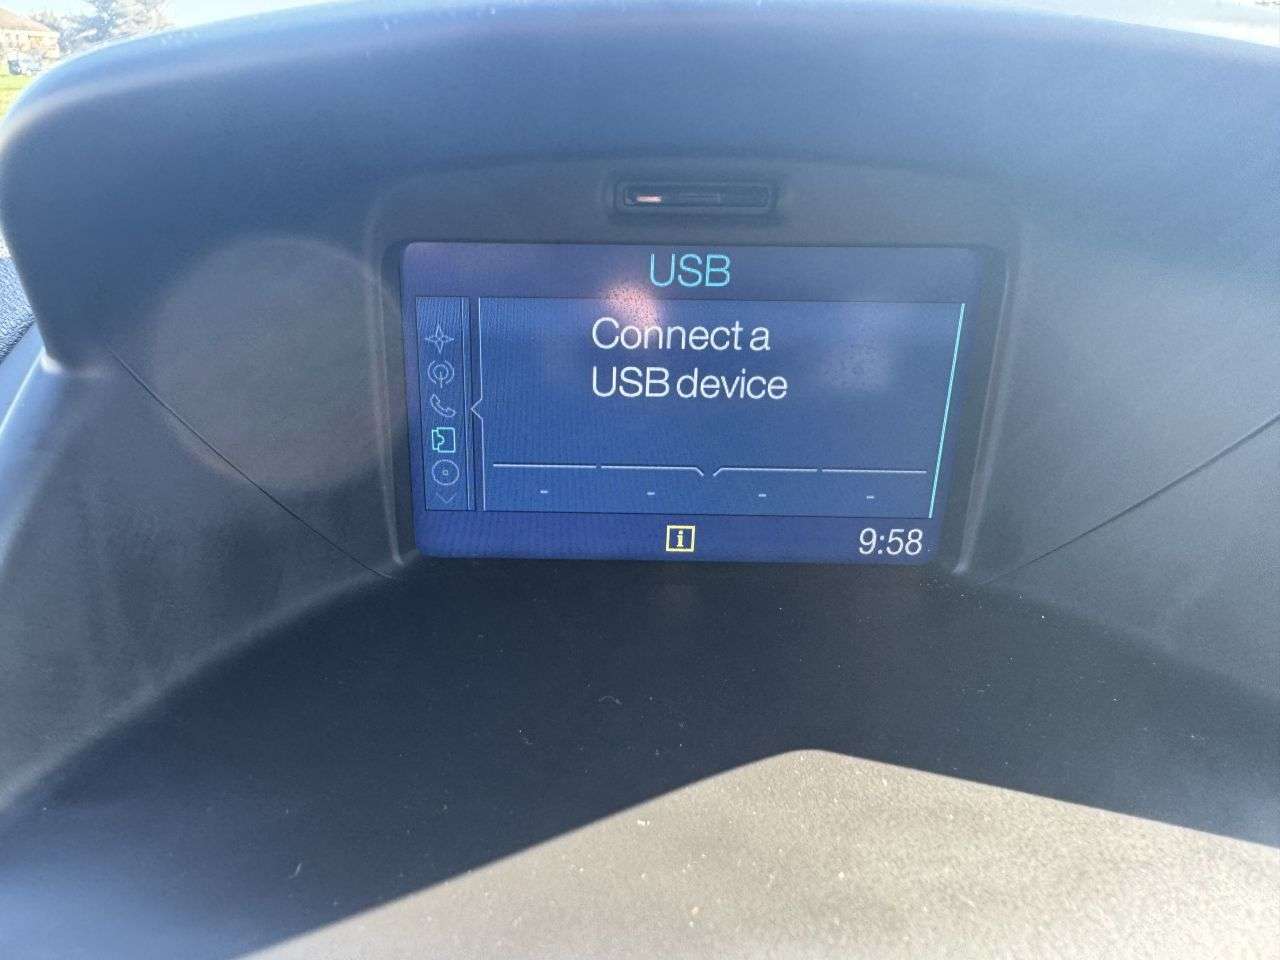 USB
Connect a
USB device
- - - -
i
9:58